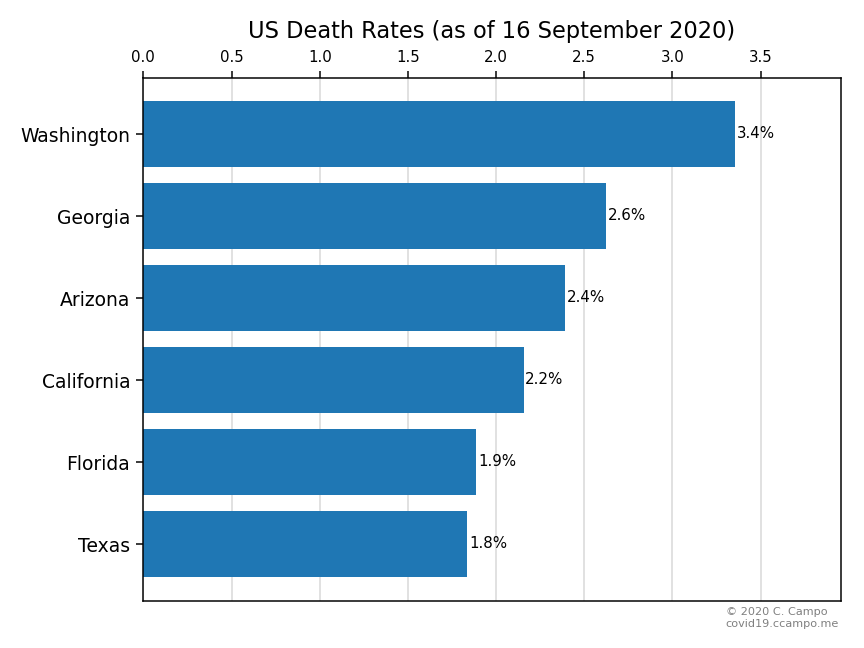 US Death Rates (as of 16 September 2020)
0.0 0.5 1.0 1.5 2.0 2.5 3.0 3.5
Washington 3.4%
Georgia 2.6%
Arizona 2.4%
California 2.2%
Florida 1.9%
Texas 1.8%
© 2020 C. Campo
covid19.ccampo.me